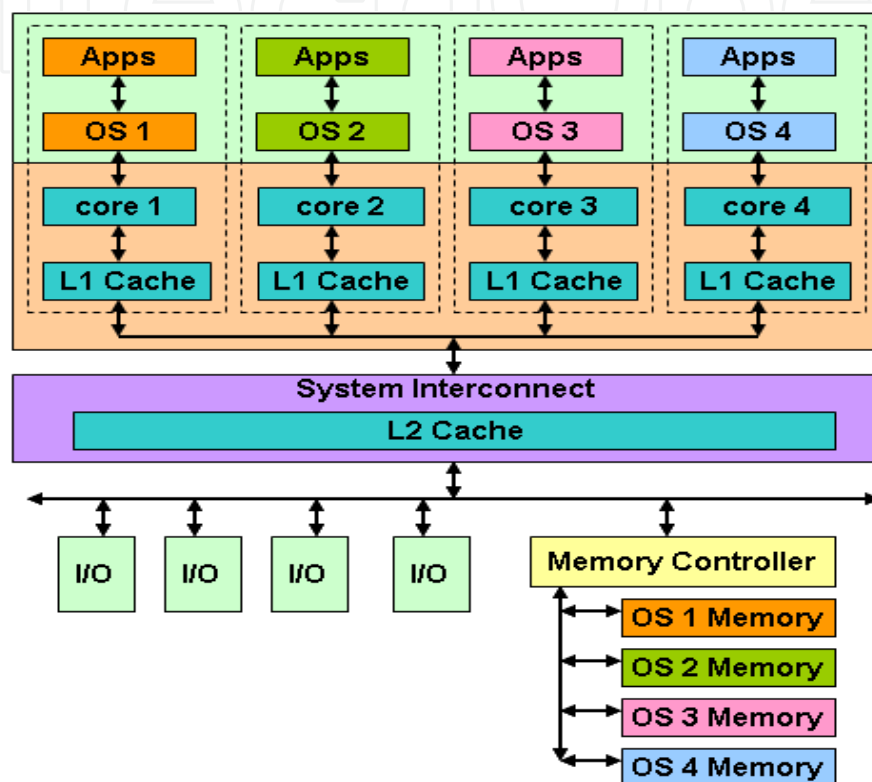 Apps Apps Apps Apps
OS 1 OS 2 OS 3 OS 4
core 1 core 2 core 3 core 4
L1 Cache L1 Cache L1 Cache L1 Cache
System Interconnect
L2 Cache
I/O I/O I/O I/O
Memory Controller
OS 1 Memory
OS 2 Memory
OS 3 Memory
OS 4 Memory